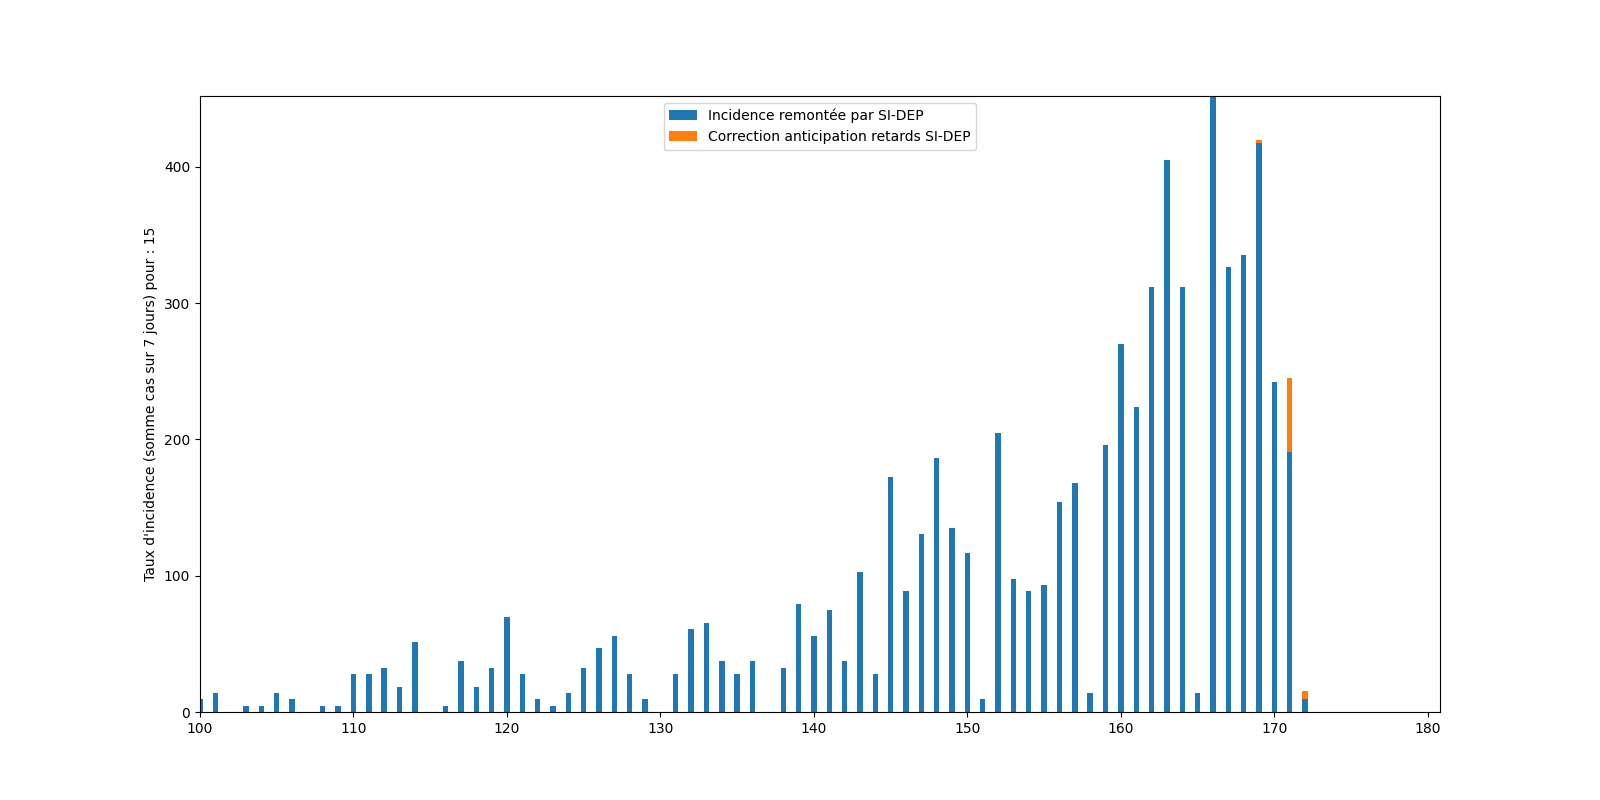 Incidence remontée par SI-DEP
Correction anticipation retards SI-DEP
Taux d'incidence (somme cas sur 7 jours) pour : 15
400
300
200
100
0
100 110 120 130 140 150 160 170 180